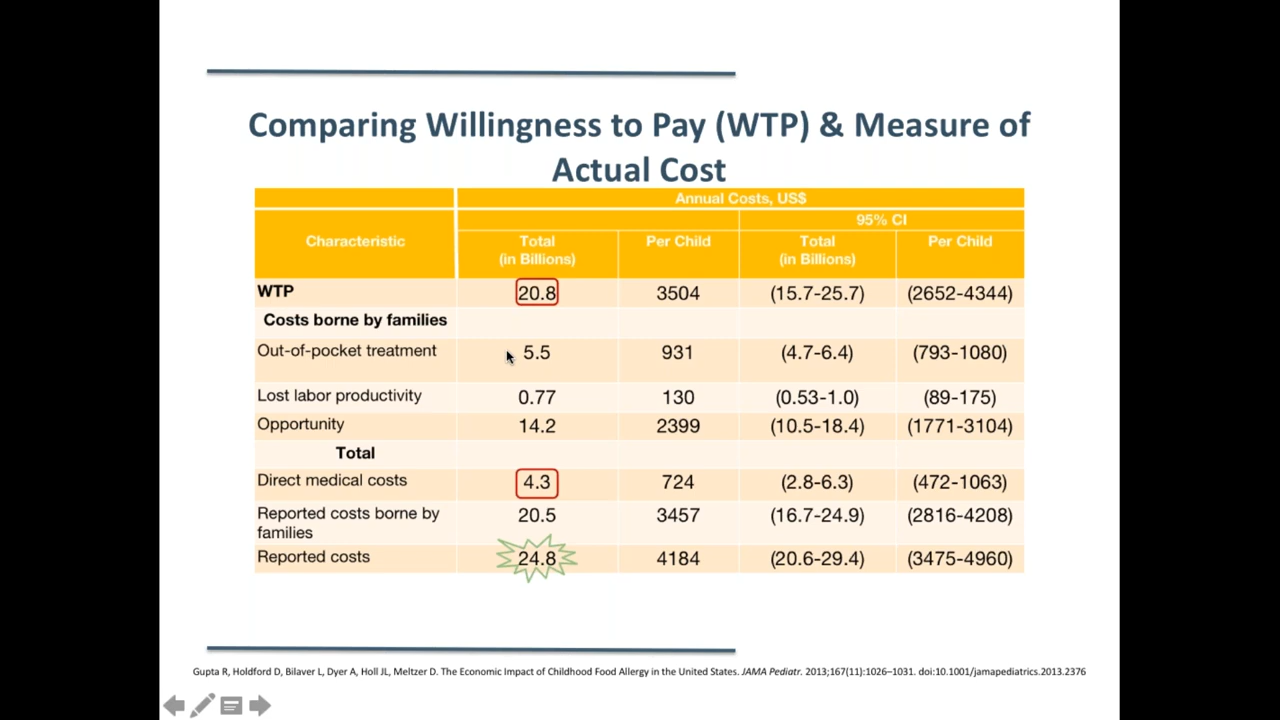 Comparing Willingness to Pay (WTP) & Measure of
Actual Cost
Annual Costs, US$
95% CI
Characteristic Total Per Child Total Per Child
(in Billions) (in Billions)
WTP 20.8 3504 (15.7-25.7) (2652-4344)
Costs borne by families
Out-of-pocket treatment 5.5 931 (4.7-6.4) (793-1080)
Lost labor productivity 0.77 130 (0.53-1.0) (89-175)
Opportunity 14.2 2399 (10.5-18.4) (1771-3104)
Total
Direct medical costs 4.3 724 (2.8-6.3) (472-1063)
Reported costs borne by 20.5 3457 (16.7-24.9) (2816-4208)
families
Reported costs 24.8 4184 (20.6-29.4) (3475-4960)
Gupta R, Holdford D, Bilaver L, Dyer A, Holl JL, Meltzer D. The Economic Impact of Childhood Food Allergy in the United States. JAMA Pediatr. 2013;167(11):1026–1031. doi:10.1001/jamapediatrics.2013.2376